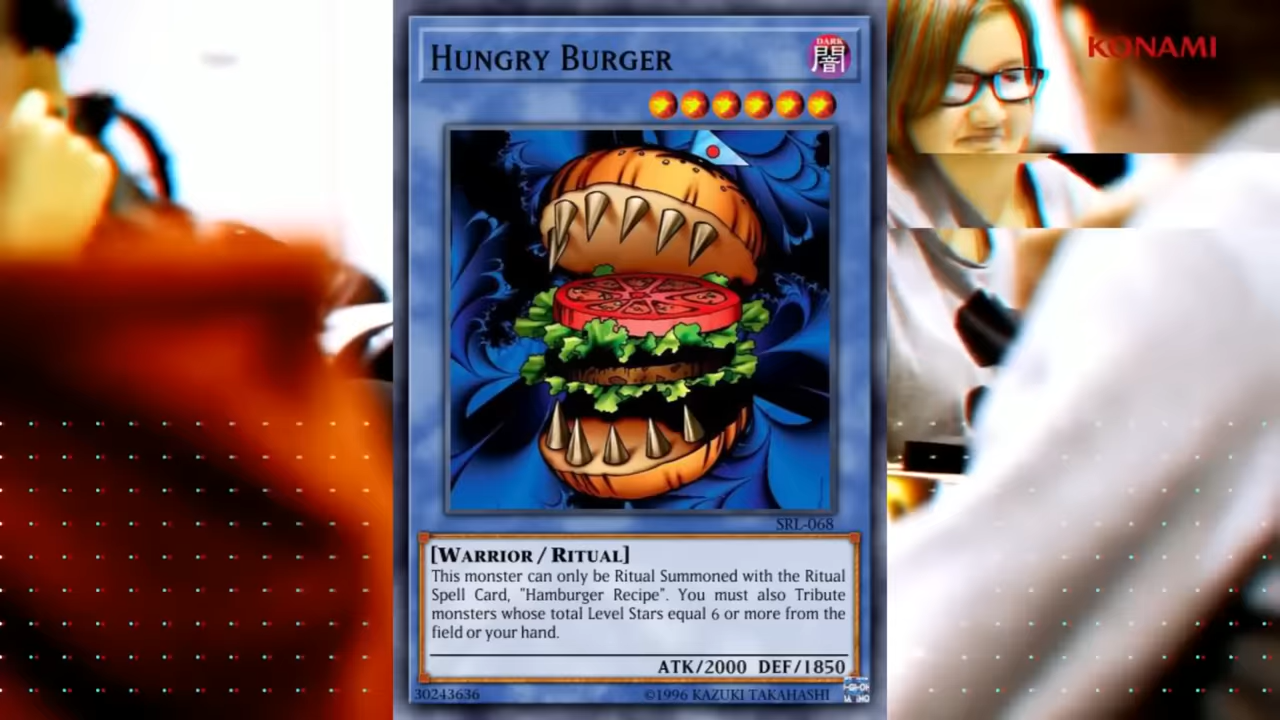 KONAMI
HUNGRY BURGER
DARK
闇
SRL-068
[WARRIOR / RITUAL]
This monster can only be Ritual Summoned with the Ritual
Spell Card, "Hamburger Recipe". You must also Tribute
monsters whose total Level Stars equal 6 or more from the
field or your hand.
ATK/2000 DEF/1850
30243636
©1996 KAZUKI TAKAHASHI